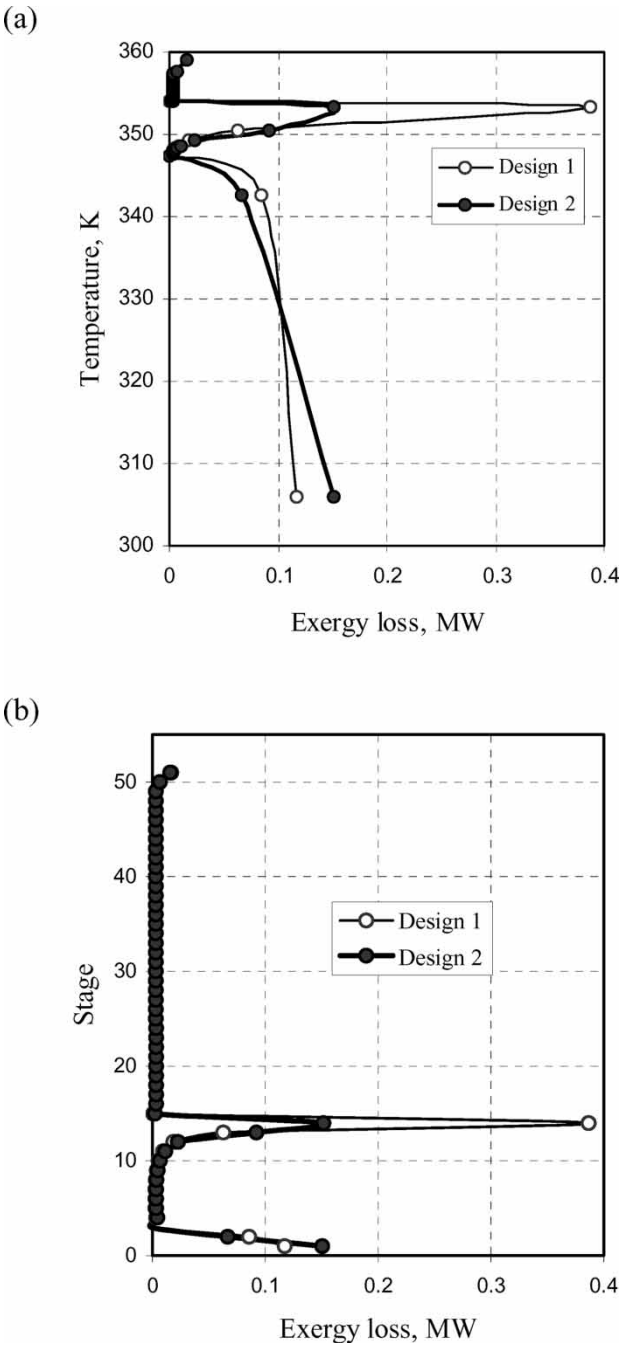 (a)
360
350
340
330
320
310
300
Temperature, K
Design 1
Design 2
0
0.1
0.2
0.3
0.4
Exergy loss, MW
(b)
50
40
30
20
10
0
Stage
Design 1
Design 2
0
0.1
0.2
0.3
0.4
Exergy loss, MW